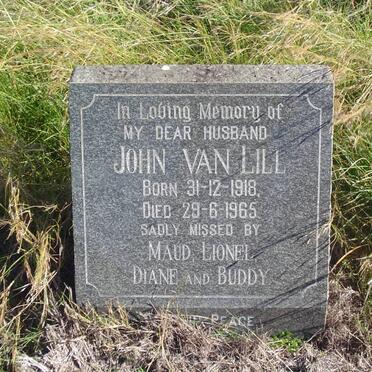 In Loving Memory of
MY DEAR HUSBAND
JOHN VAN LILL
BORN 31-12-1918
DIED 29-6-1965
SADLY MISSED BY
MAUD, LIONEL
DIANE AND BUDDY
PEACE